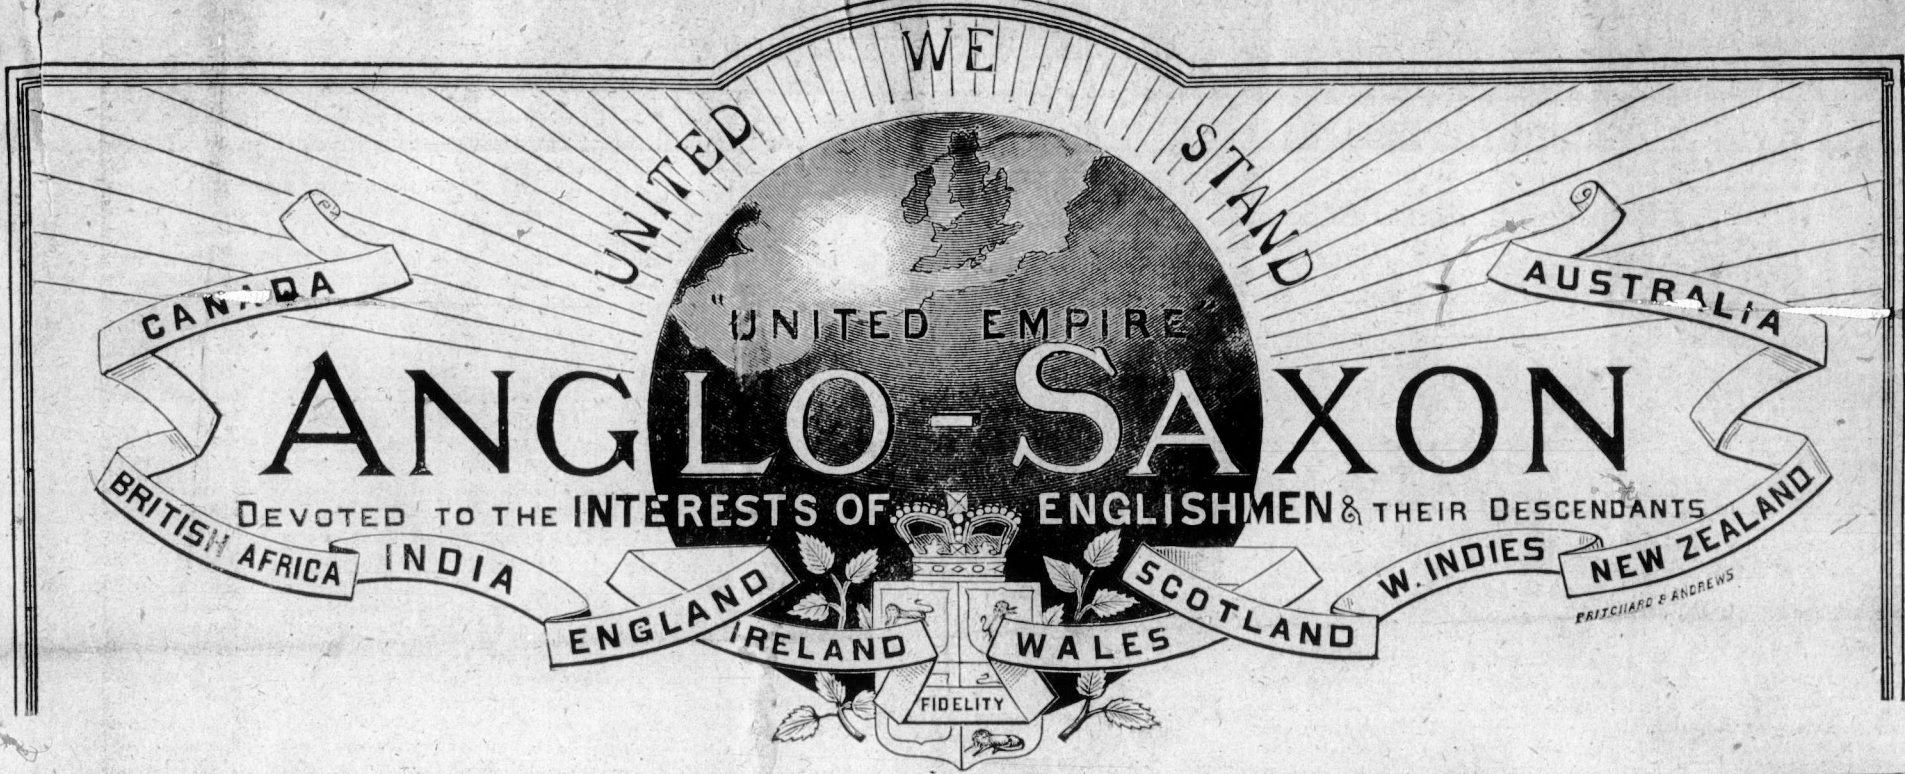 UNITED WE STAND
"UNITED EMPIRE"
ANGLO-SAXON
DEVOTED TO THE INTERESTS OF ENGLISHMEN & THEIR DESCENDANTS
CANADA
BRITISH AFRICA
INDIA
ENGLAND
IRELAND
FIDELITY
WALES
SCOTLAND
W. INDIES
NEW ZEALAND
AUSTRALIA
PRITCHARD & ANDREWS